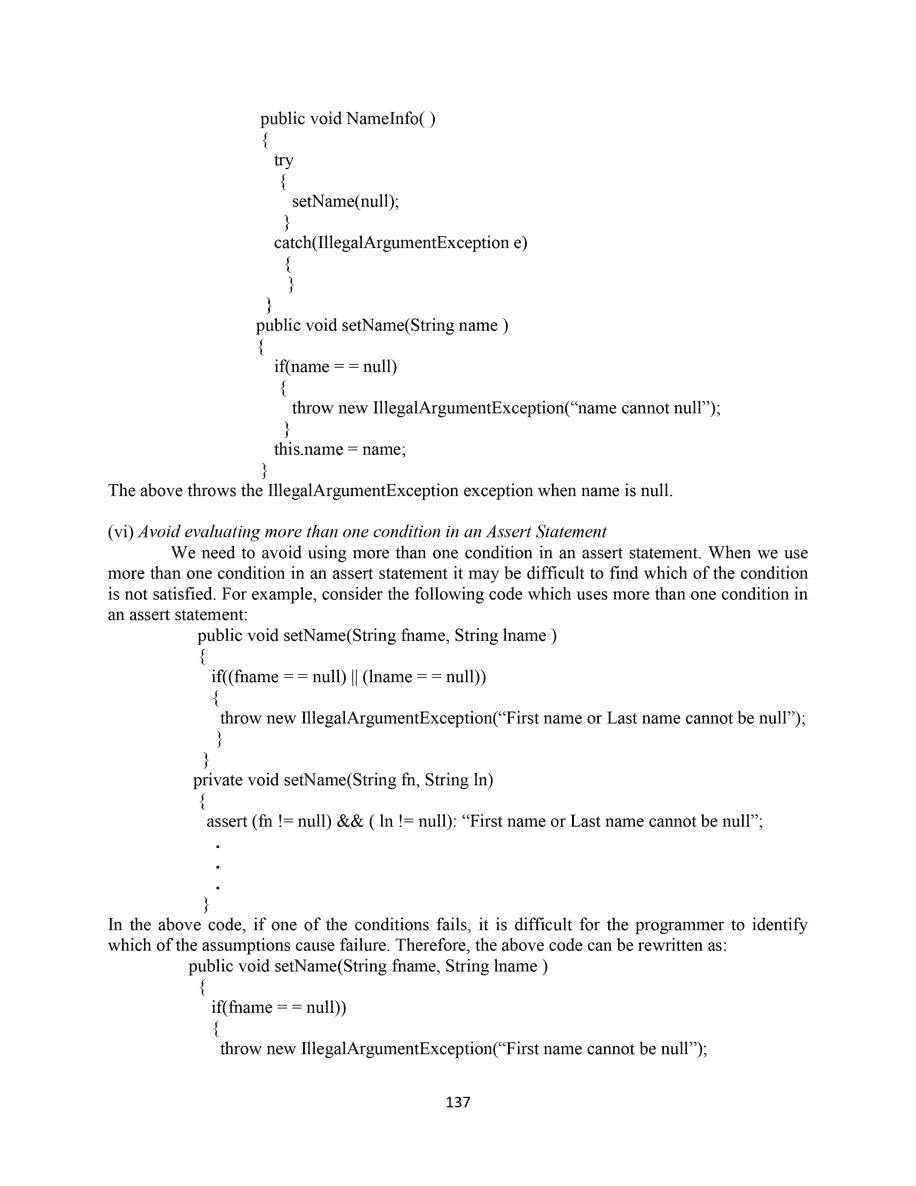 public void NameInfo( )
{
try
{
setName(null);
}
catch(IllegalArgumentException e)
{
}
}
public void setName(String name )
{
if(name = = null)
{
throw new IllegalArgumentException(“name cannot null”);
}
this.name = name;
}
The above throws the IllegalArgumentException exception when name is null.
(vi) Avoid evaluating more than one condition in an Assert Statement
We need to avoid using more than one condition in an assert statement. When we use
more than one condition in an assert statement it may be difficult to find which of the condition
is not satisfied. For example, consider the following code which uses more than one condition in
an assert statement:
public void setName(String fname, String lname )
{
if((fname = = null) || (lname = = null))
{
throw new IllegalArgumentException(“First name or Last name cannot be null”);
}
}
private void setName(String fn, String ln)
{
assert (fn != null) && ( ln != null): “First name or Last name cannot be null”;
.
.
.
}
In the above code, if one of the conditions fails, it is difficult for the programmer to identify
which of the assumptions cause failure. Therefore, the above code can be rewritten as:
public void setName(String fname, String lname )
{
if(fname = = null))
{
throw new IllegalArgumentException(“First name cannot be null”);
137